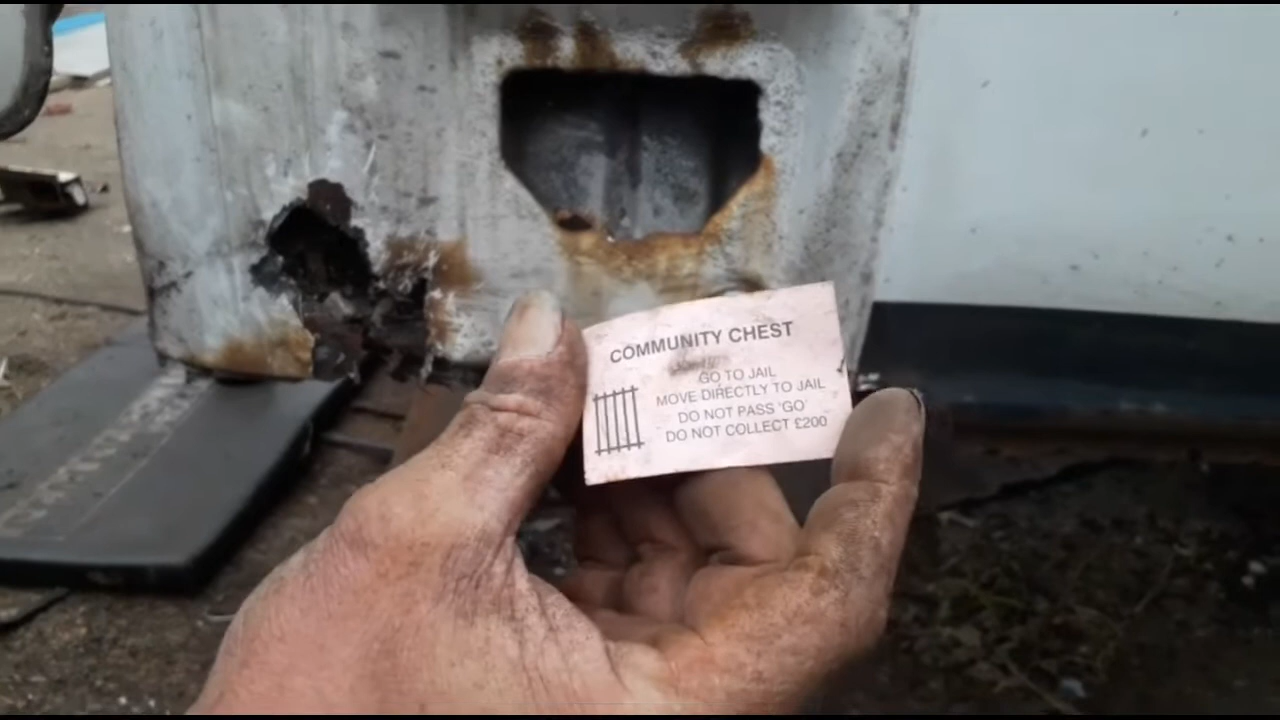 COMMUNITY CHEST
GO TO JAIL
MOVE DIRECTLY TO JAIL
DO NOT PASS 'GO'
DO NOT COLLECT £200